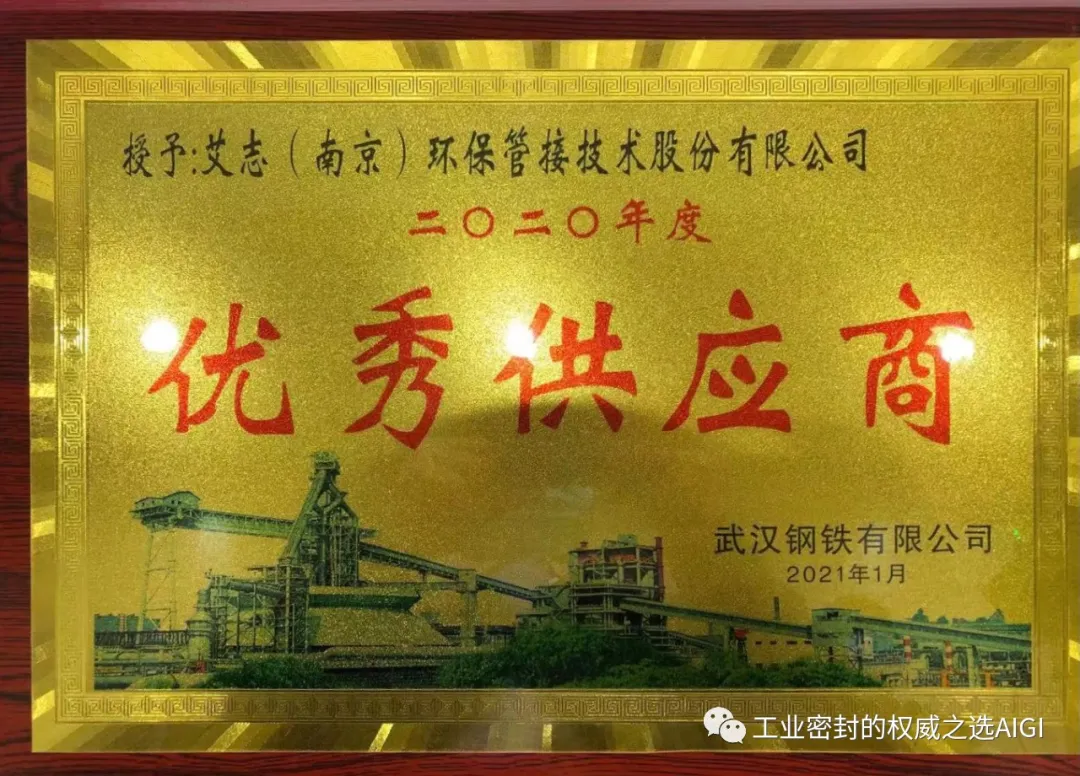 授予:艾志（南京）环保管接技术股份有限公司
二〇二〇年度
优秀供应商
武汉钢铁有限公司
2021年1月
工业密封的权威之选AIGI